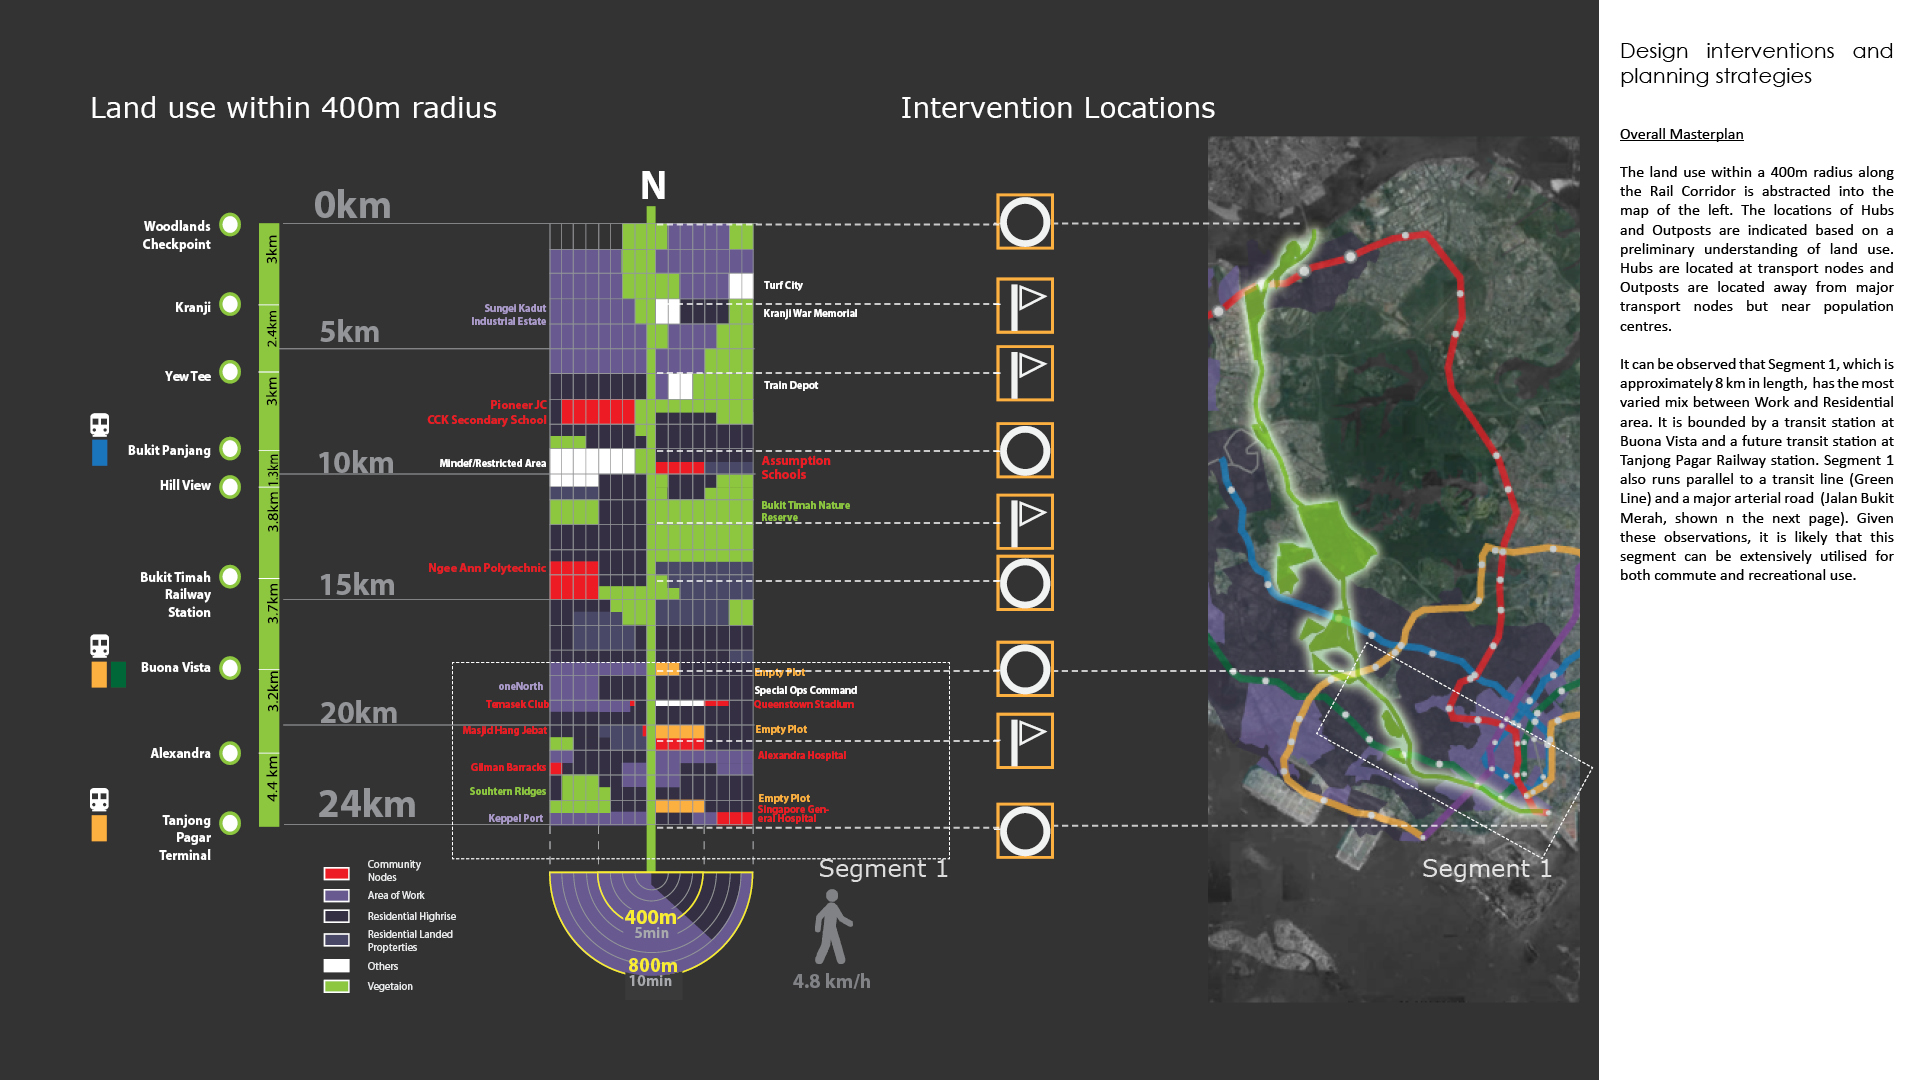 Land use within 400m radius
Intervention Locations
N
0km
5km
10km
15km
20km
24km
Woodlands
Checkpoint
Kranji
Yew Tee
Bukit Panjang
Hill View
Bukit Timah
Railway
Station
Buona Vista
Alexandra
Tanjong
Pagar
Terminal
3km
2.4km
3km
1.3km
3.8km
3.7km
3.2km
4.4 km
Sungei Kadut
Industrial Estate
Pioneer JC
CCK Secondary School
Mindef/Restricted Area
Ngee Ann Polytechnic
oneNorth
Temasek Club
Masjid Hang Jebat
Gilman Barracks
Souhtern Ridges
Keppel Port
Turf City
Kranji War Memorial
Train Depot
Assumption
Schools
Bukit Timah Nature
Reserve
Empty Plot
Special Ops Command
Queenstown Stadium
Empty Plot
Alexandra Hospital
Empty Plot
Singapore Gen-
eral Hospital
Segment 1
Segment 1
Community
Nodes
Area of Work
Residential Highrise
Residential Landed
Propterties
Others
Vegetaion
400m
5min
800m
10min
4.8 km/h
Design interventions and
planning strategies
Overall Masterplan
The land use within a 400m radius along
the Rail Corridor is abstracted into the
map of the left. The locations of Hubs
and Outposts are indicated based on a
preliminary understanding of land use.
Hubs are located at transport nodes and
Outposts are located away from major
transport nodes but near population
centres.
It can be observed that Segment 1, which is
approximately 8 km in length, has the most
varied mix between Work and Residential
area. It is bounded by a transit station at
Buona Vista and a future transit station at
Tanjong Pagar Railway station. Segment 1
also runs parallel to a transit line (Green
Line) and a major arterial road (Jalan Bukit
Merah, shown n the next page). Given
these observations, it is likely that this
segment can be extensively utilised for
both commute and recreational use.